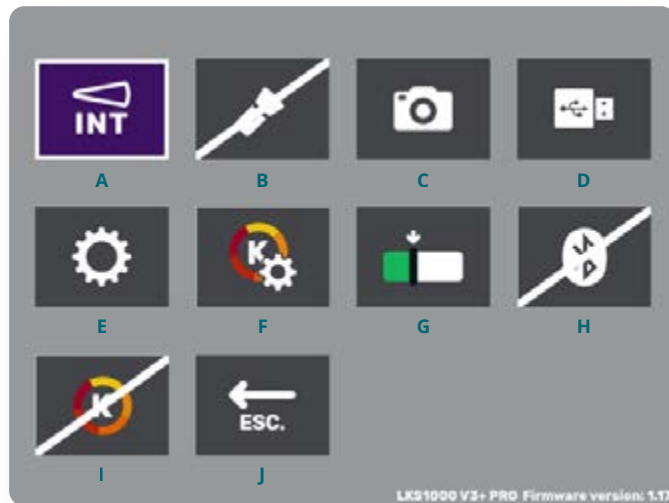 INT
A B C D
K
E F G H
K
ESC.
I J
LKS1000 V3+ PRO Firmware version: 1.1